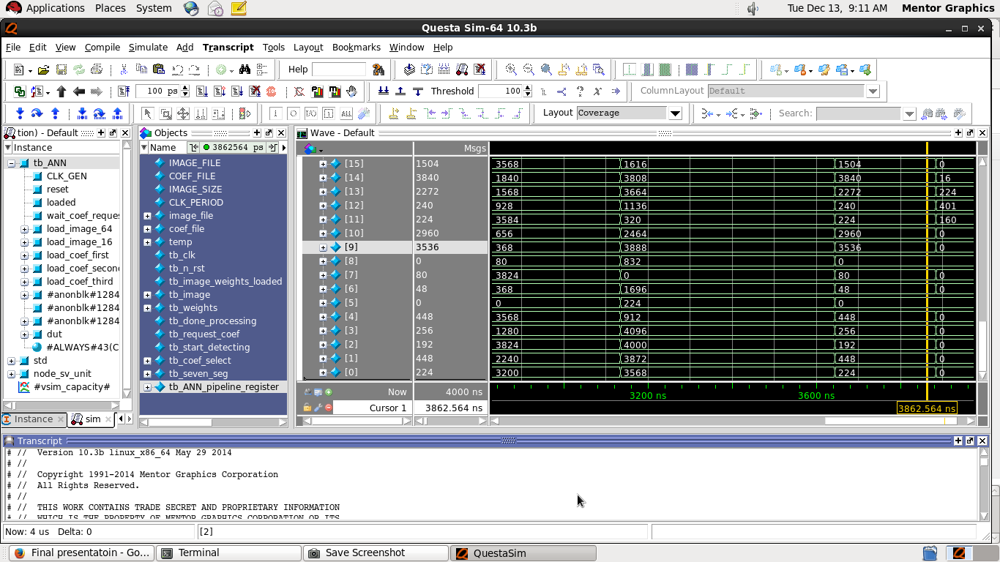 Applications Places System Tue Dec 13, 9:11 AM Mentor Graphics
Questa Sim-64 10.3b
File Edit View Compile Simulate Add Transcript Tools Layout Bookmarks Window Help
Help
100 ps Threshold 100 ColumnLayout Default
Layout Coverage Search:
tion) - Default Objects Wave - Default
Instance Name 3862564 ps Msgs
tb_ANN
CLK_GEN
reset
loaded
wait_coef_reques
load_image_64
load_image_16
load_coef_first
load_coef_secon
load_coef_third
#anonblk#1284
#anonblk#1284
#anonblk#1284
dut
#ALWAYS#43(C
std
node_sv_unit
#vsim_capacity#
Instance sim
IMAGE_FILE
COEF_FILE
IMAGE_SIZE
CLK_PERIOD
image_file
coef_file
temp
tb_clk
tb_n_rst
tb_image_weights_loaded
tb_image
tb_weights
tb_done_processing
tb_request_coef
tb_start_detecting
tb_coef_select
tb_seven_seg
tb_ANN_pipeline_register
[15] 1504 3568 1616 1504 0
[14] 3840 1840 3808 3840 16
[13] 2272 1568 3664 2272 224
[12] 240 928 1136 240 401
[11] 224 3584 320 224 160
[10] 2960 656 2464 2960 0
[9] 3536 368 3888 3536 0
[8] 0 80 832 0
[7] 80 3824 0 80 0
[6] 48 368 1696 48 0
[5] 0 0 224 0
[4] 448 3568 912 448 0
[3] 256 1280 4096 256 0
[2] 192 3824 4000 192 0
[1] 448 2240 3872 448 0
[0] 224 3200 3568 224 0
Now 4000 ns 3200 ns 3600 ns
Cursor 1 3862.564 ns 3862.564 ns
Transcript
# // Version 10.3b linux_x86_64 May 29 2014
# //
# // Copyright 1991-2014 Mentor Graphics Corporation
# // All Rights Reserved.
# //
# // THIS WORK CONTAINS TRADE SECRET AND PROPRIETARY INFORMATION
# // WHICH IS THE PROPERTY OF MENTOR GRAPHICS CORPORATION OR ITS
Now: 4 us Delta: 0 [2]
Final presentatoin - Go... Terminal Save Screenshot QuestaSim